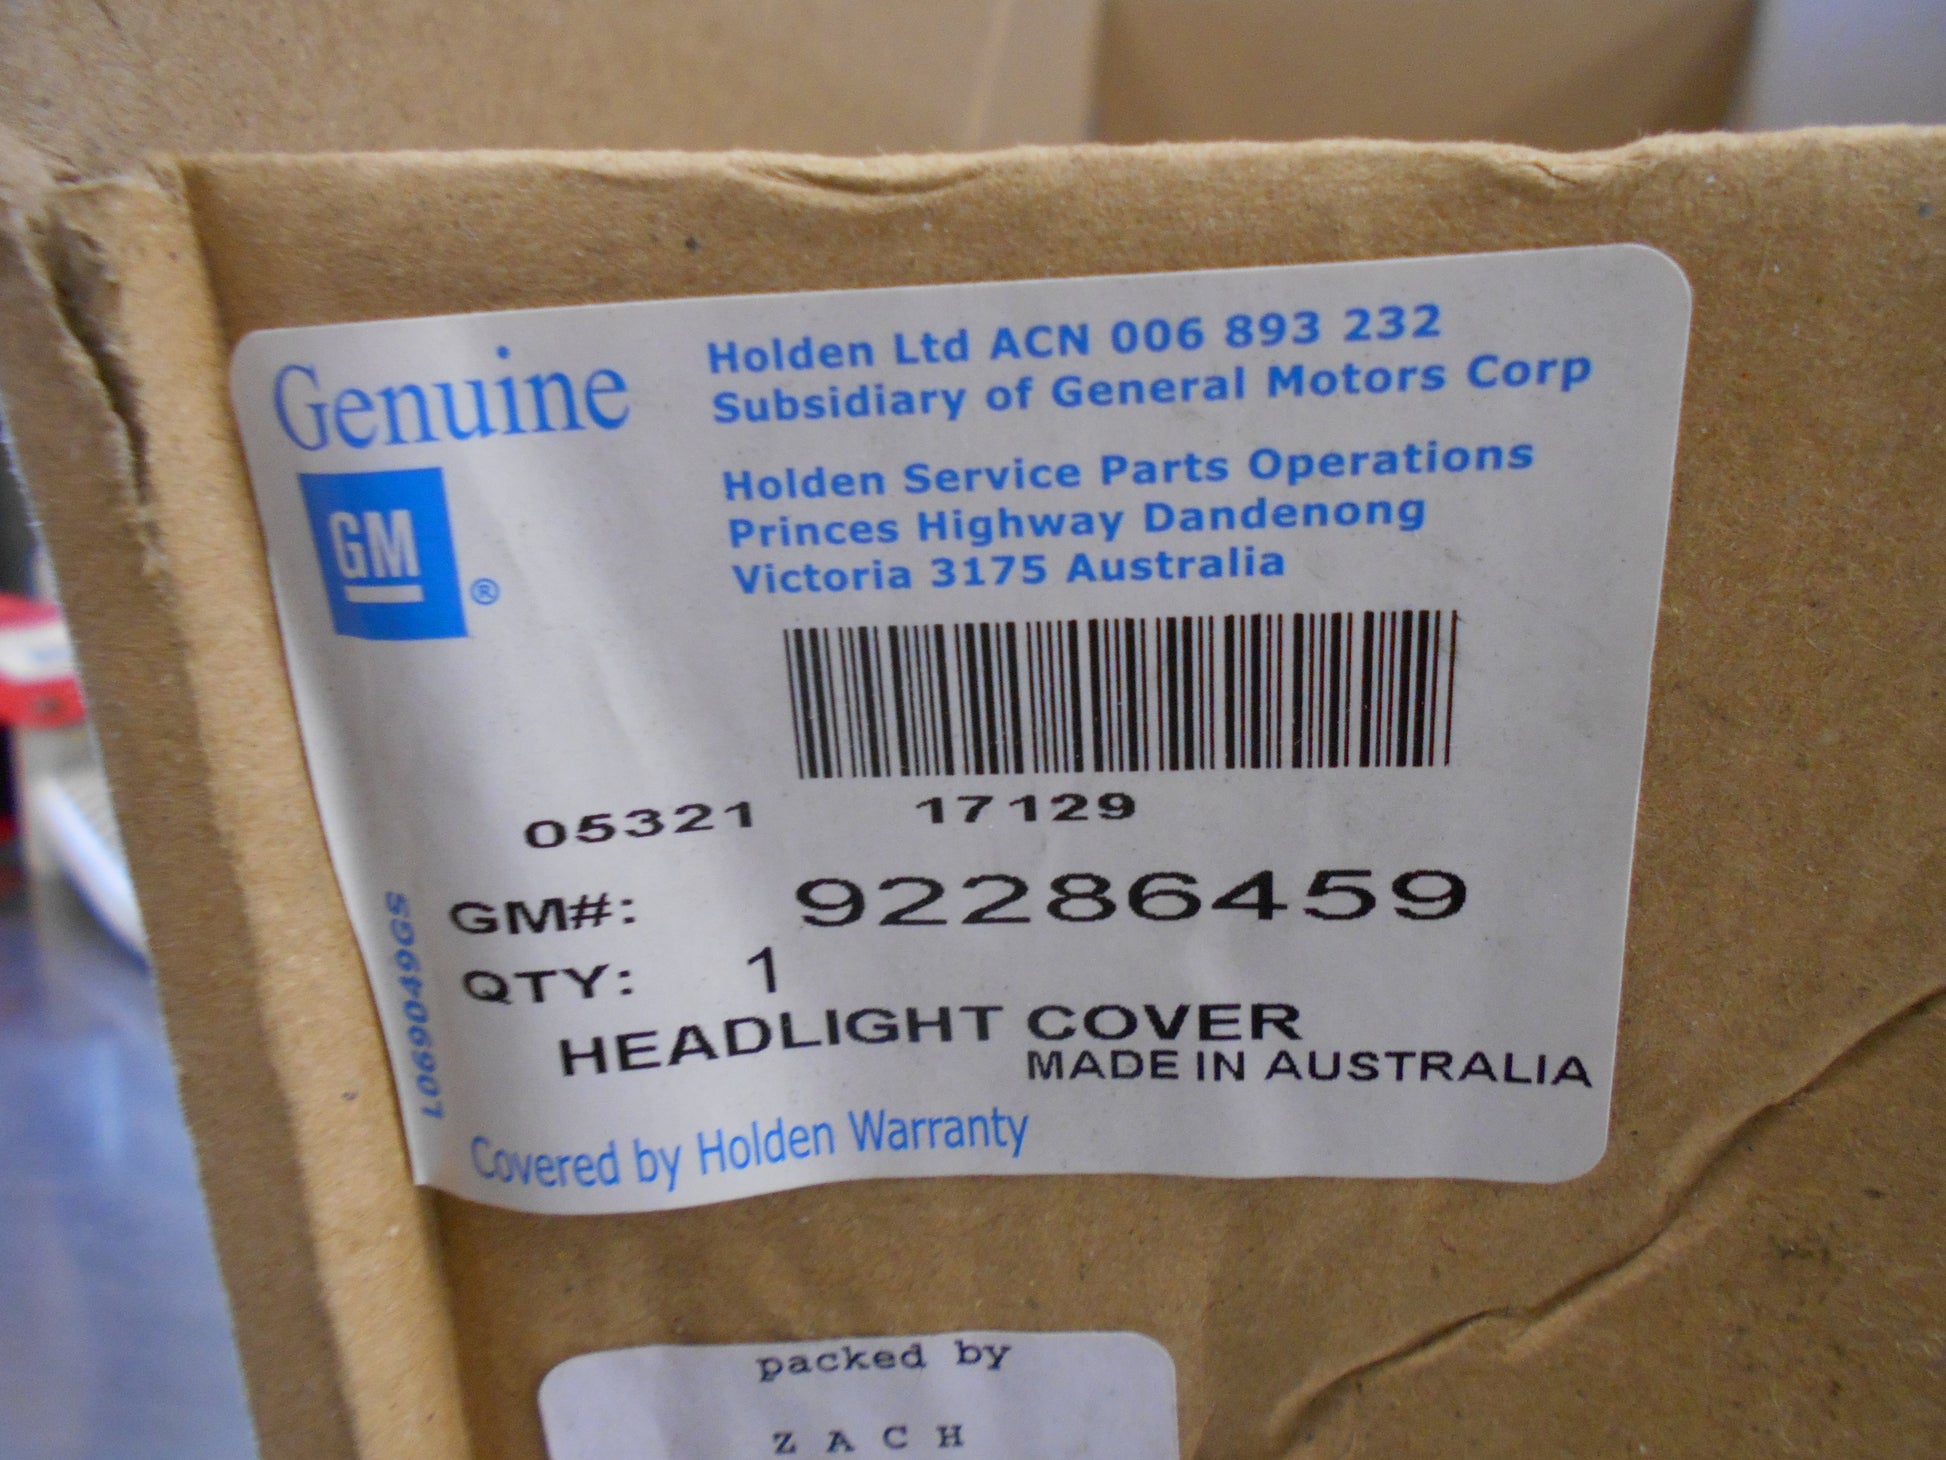 Genuine
GM
®
Holden Ltd ACN 006 893 232
Subsidiary of General Motors Corp
Holden Service Parts Operations
Princes Highway Dandenong
Victoria 3175 Australia
05321 17129
GM#: 92286459
QTY: 1
HEADLIGHT COVER
MADE IN AUSTRALIA
L069049GS
Covered by Holden Warranty
packed by
Z A C H